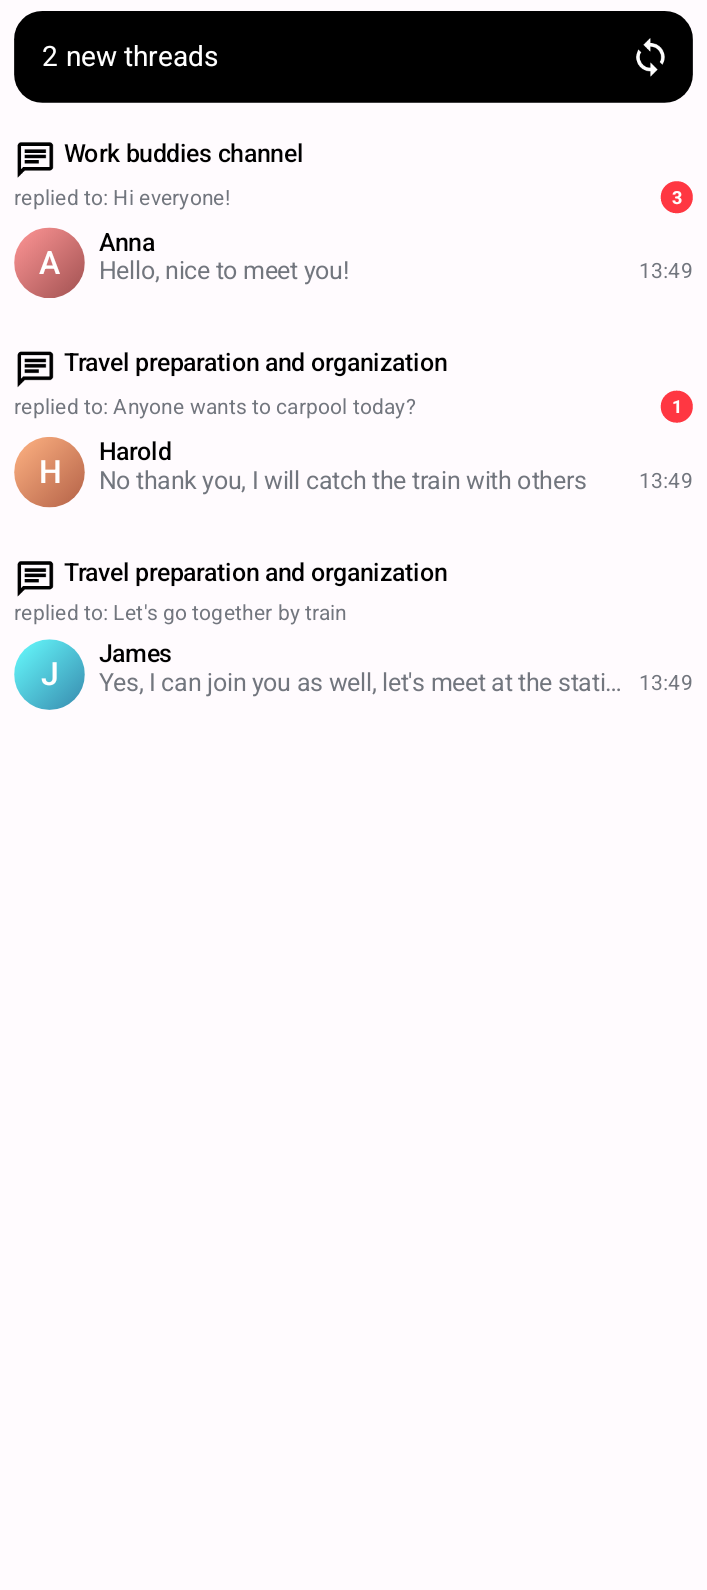 2 new threads
Work buddies channel
replied to: Hi everyone!
3
A
Anna
Hello, nice to meet you!
13:49
Travel preparation and organization
replied to: Anyone wants to carpool today?
1
H
Harold
No thank you, I will catch the train with others
13:49
Travel preparation and organization
replied to: Let's go together by train
J
James
Yes, I can join you as well, let's meet at the stati...
13:49